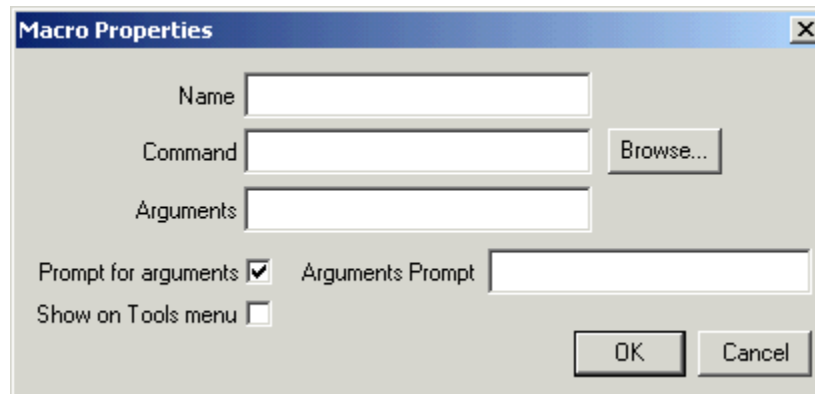 Macro Properties
Name
Command
Browse...
Arguments
Prompt for arguments Arguments Prompt
Show on Tools menu
OK Cancel